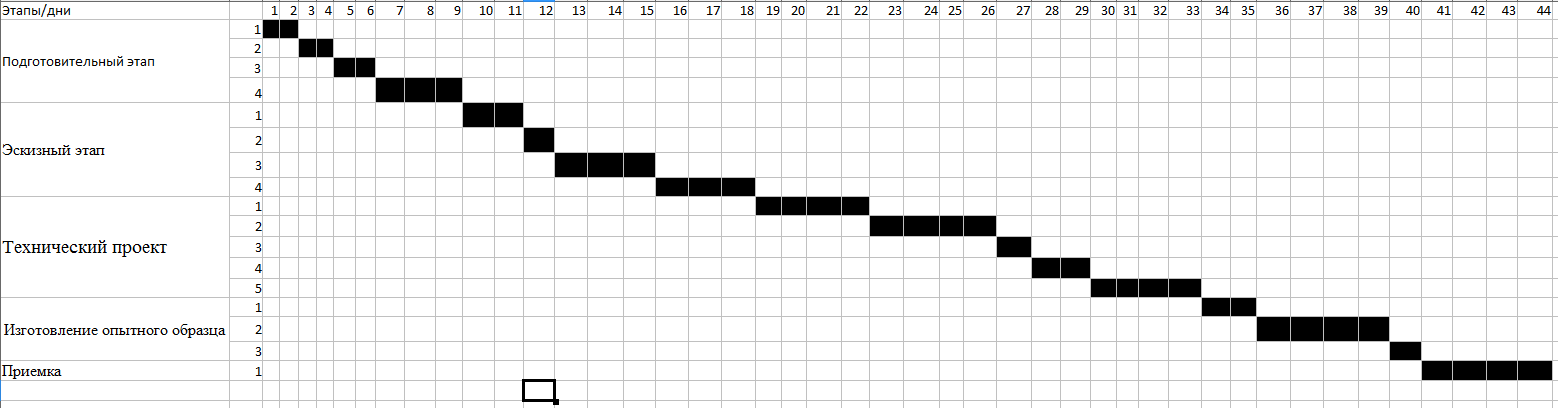 Этапы/дни 1 2 3 4 5 6 7 8 9 10 11 12 13 14 15 16 17 18 19 20 21 22 23 24 25 26 27 28 29 30 31 32 33 34 35 36 37 38 39 40 41 42 43 44
Подготовительный этап
1
2
3
4
Эскизный этап
1
2
3
4
Технический проект
1
2
3
4
5
Изготовление опытного образца
1
2
3
Приемка 1